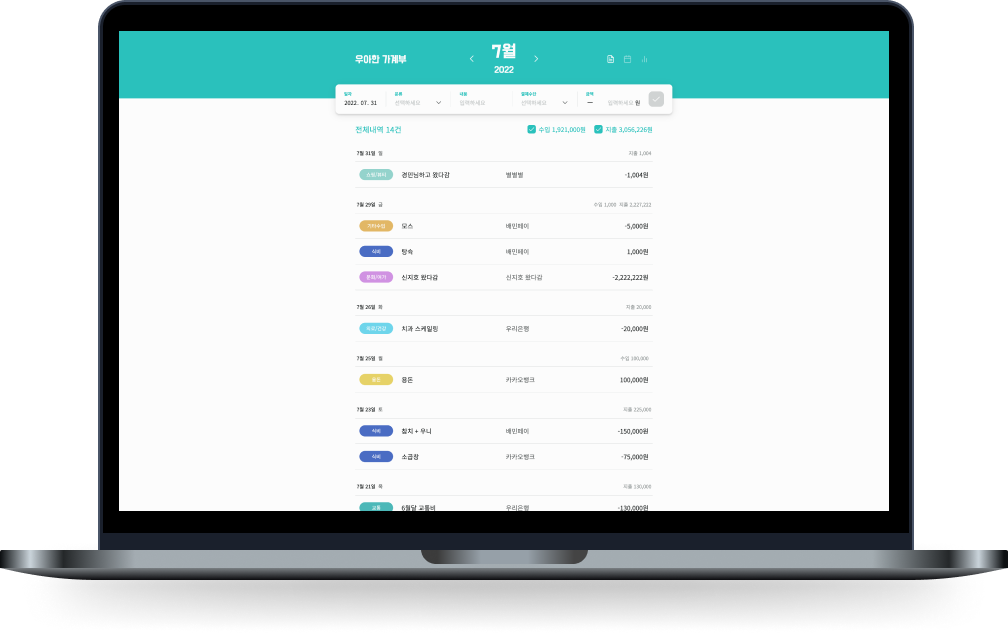 우아한 가계부
7월
2022
일자 분류 내용 결제수단 금액
2022. 07. 31 선택하세요 입력하세요 선택하세요 입력하세요 원
전체내역 14건 수입 1,921,000원 지출 3,056,226원
7월 31일 일 지출 1,004
쇼핑/뷰티 경민님하고 왔다감 별별별 -1,004원
7월 29일 금 수입 1,000 지출 2,227,222
기타수입 모스 배민페이 -5,000원
식비 탕슉 배민페이 1,000원
문화/여가 신지호 왔다감 신지호 왔다감 -2,222,222원
7월 26일 화 지출 20,000
의료/건강 치과 스케일링 우리은행 -20,000원
7월 25일 월 수입 100,000
용돈 용돈 카카오뱅크 100,000원
7월 23일 토 지출 225,000
식비 참치 + 우니 배민페이 -150,000원
식비 소곱창 카카오뱅크 -75,000원
7월 21일 목 지출 130,000
교통 6월달 교통비 우리은행 -130,000원